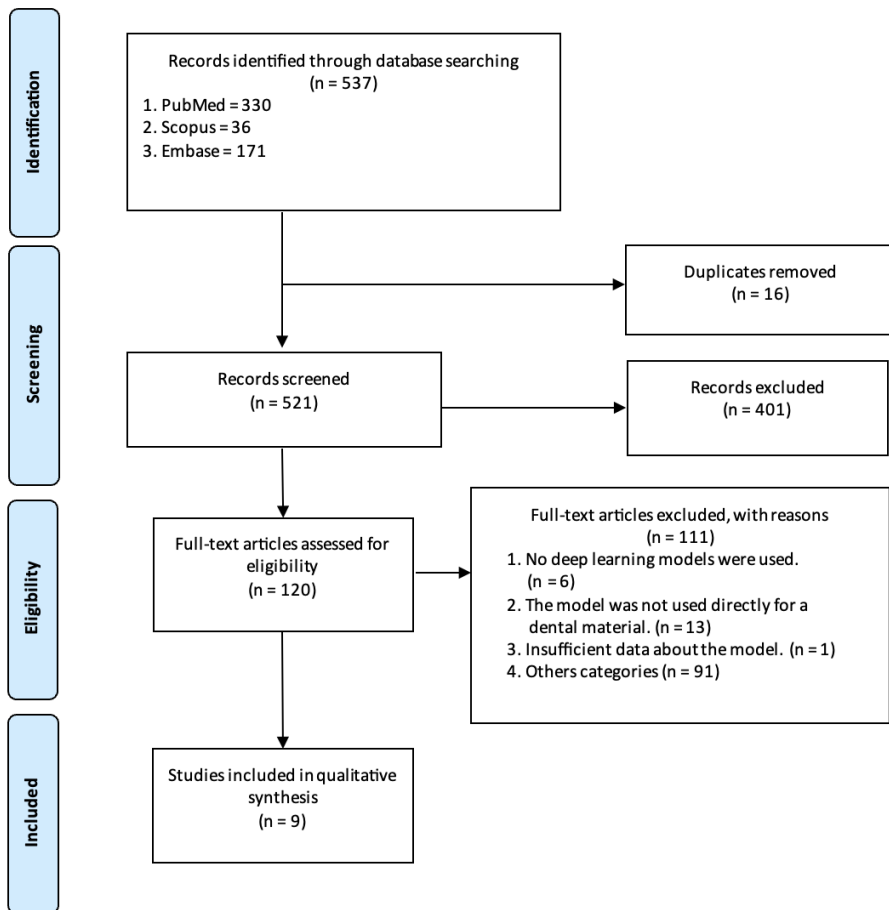 Identification
Records identified through database searching
(n = 537)
1. PubMed = 330
2. Scopus = 36
3. Embase = 171
Screening
Duplicates removed
(n = 16)
Records screened
(n = 521)
Records excluded
(n = 401)
Eligibility
Full-text articles assessed for
eligibility
(n = 120)
Full-text articles excluded, with reasons
(n = 111)
1. No deep learning models were used.
(n = 6)
2. The model was not used directly for a
dental material. (n = 13)
3. Insufficient data about the model. (n = 1)
4. Others categories (n = 91)
Included
Studies included in qualitative
synthesis
(n = 9)